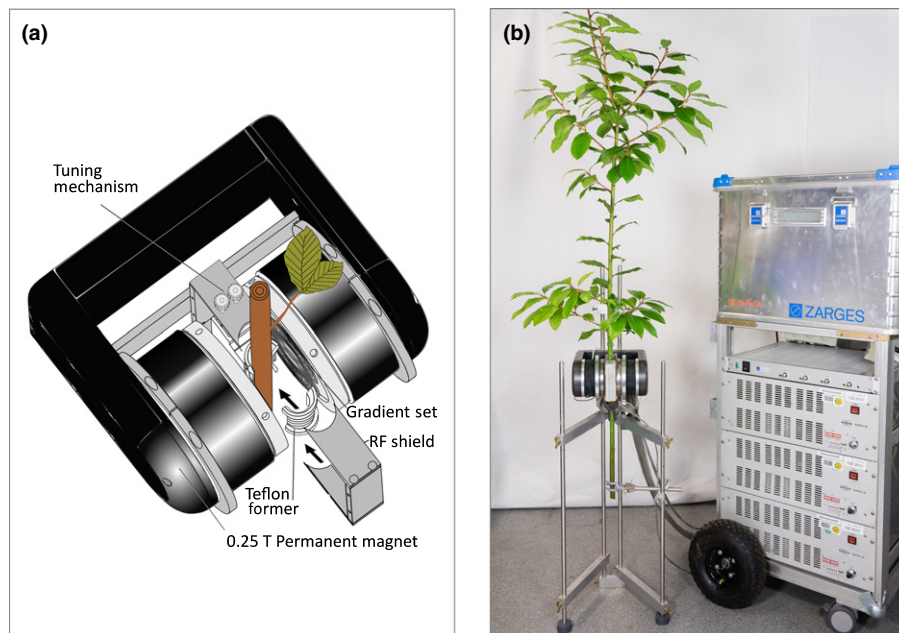 (a)
Tuning
mechanism
Gradient set
RF shield
Teflon
former
0.25 T Permanent magnet
(b)
ZARGES